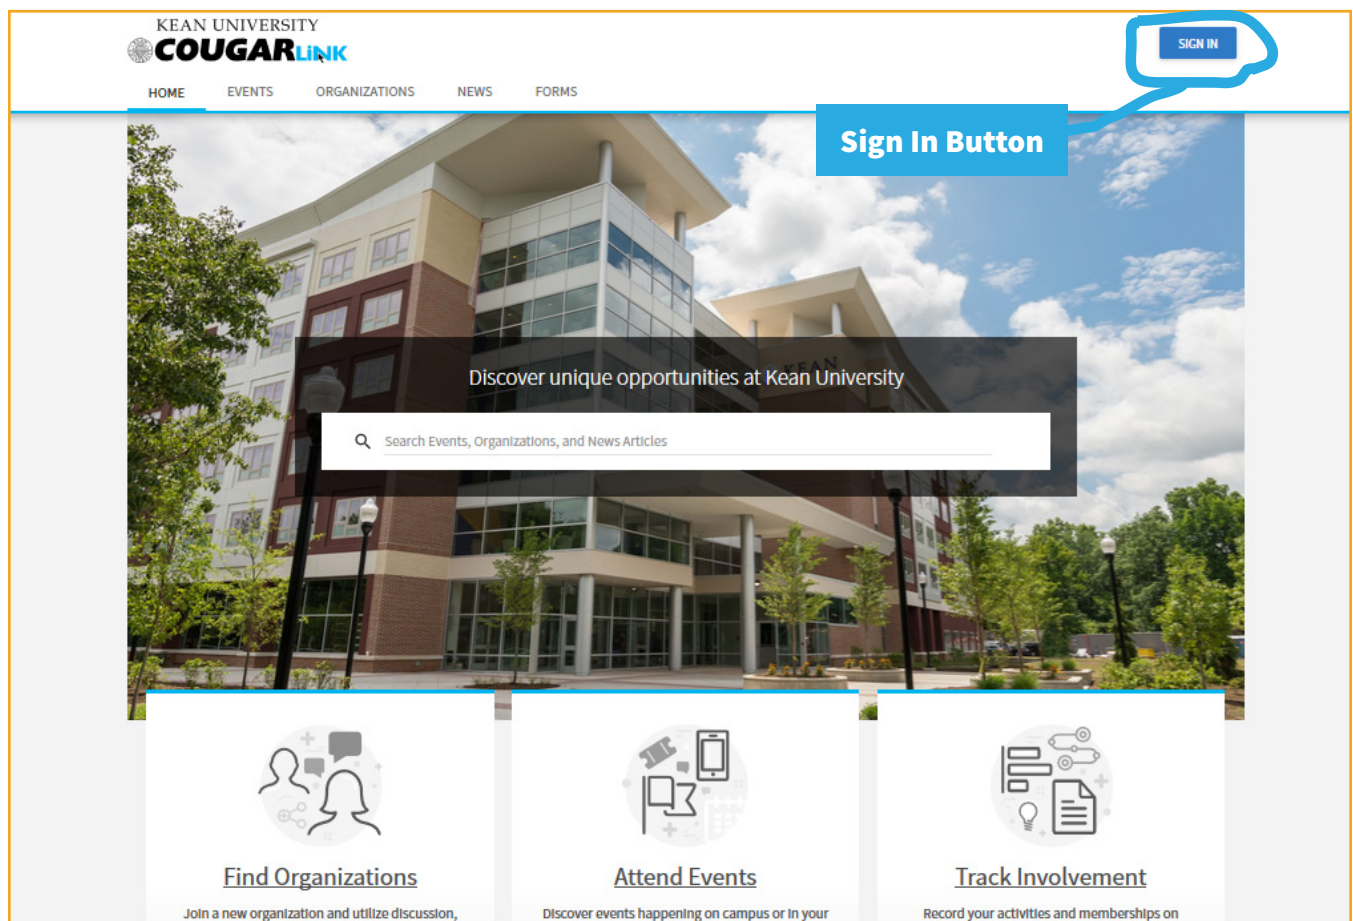 KEAN UNIVERSITY
COUGARLiNK
SIGN IN
HOME EVENTS ORGANIZATIONS NEWS FORMS
Sign In Button
KEAN
Discover unique opportunities at Kean University
Search Events, Organizations, and News Articles
Find Organizations
Join a new organization and utilize discussion,
Attend Events
Discover events happening on campus or in your
Track Involvement
Record your activities and memberships on